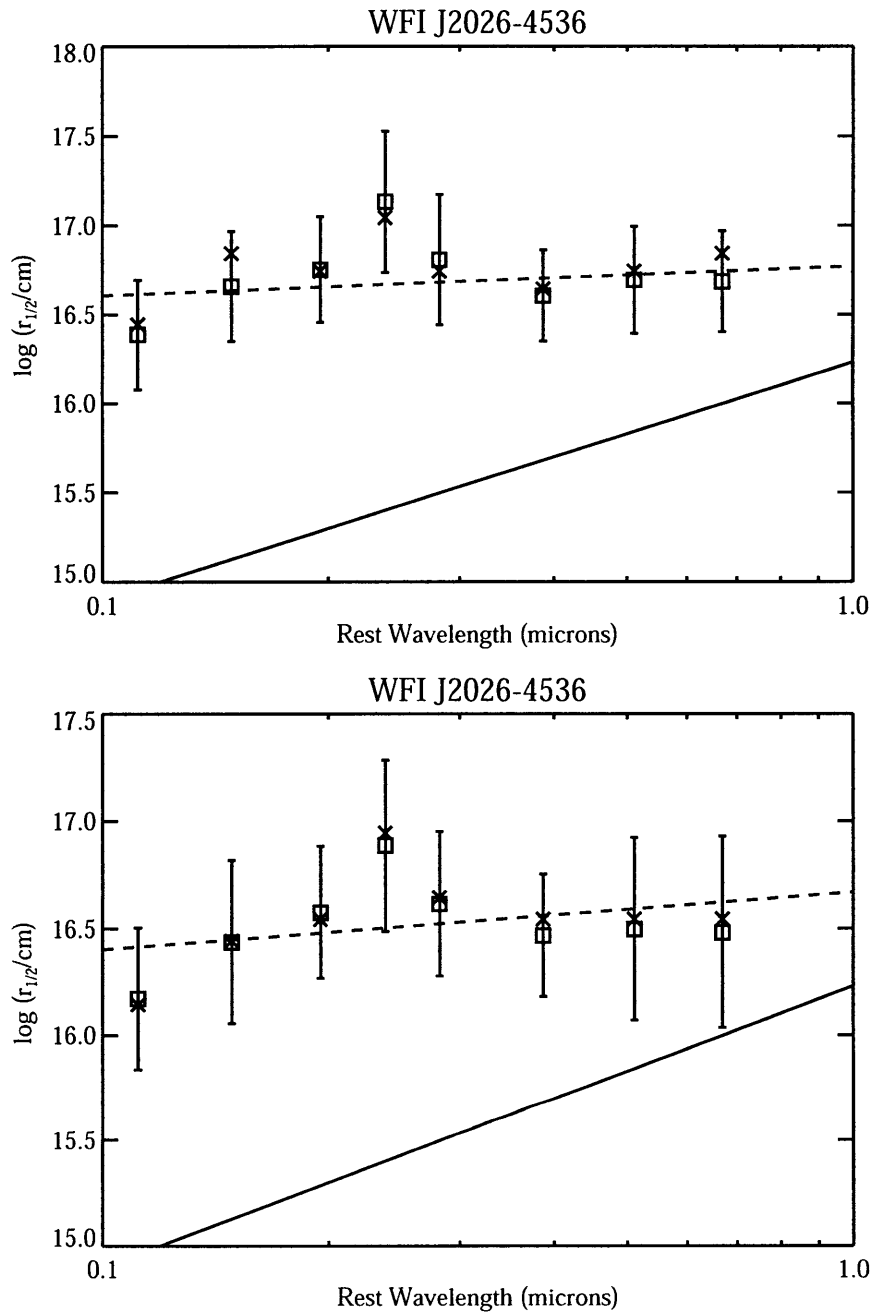 WFI J2026-4536
18.0
17.5
17.0
16.5
16.0
15.5
15.0
log (r1/2/cm)
0.1
1.0
Rest Wavelength (microns)
WFI J2026-4536
17.5
17.0
16.5
16.0
15.5
15.0
log (r1/2/cm)
0.1
1.0
Rest Wavelength (microns)